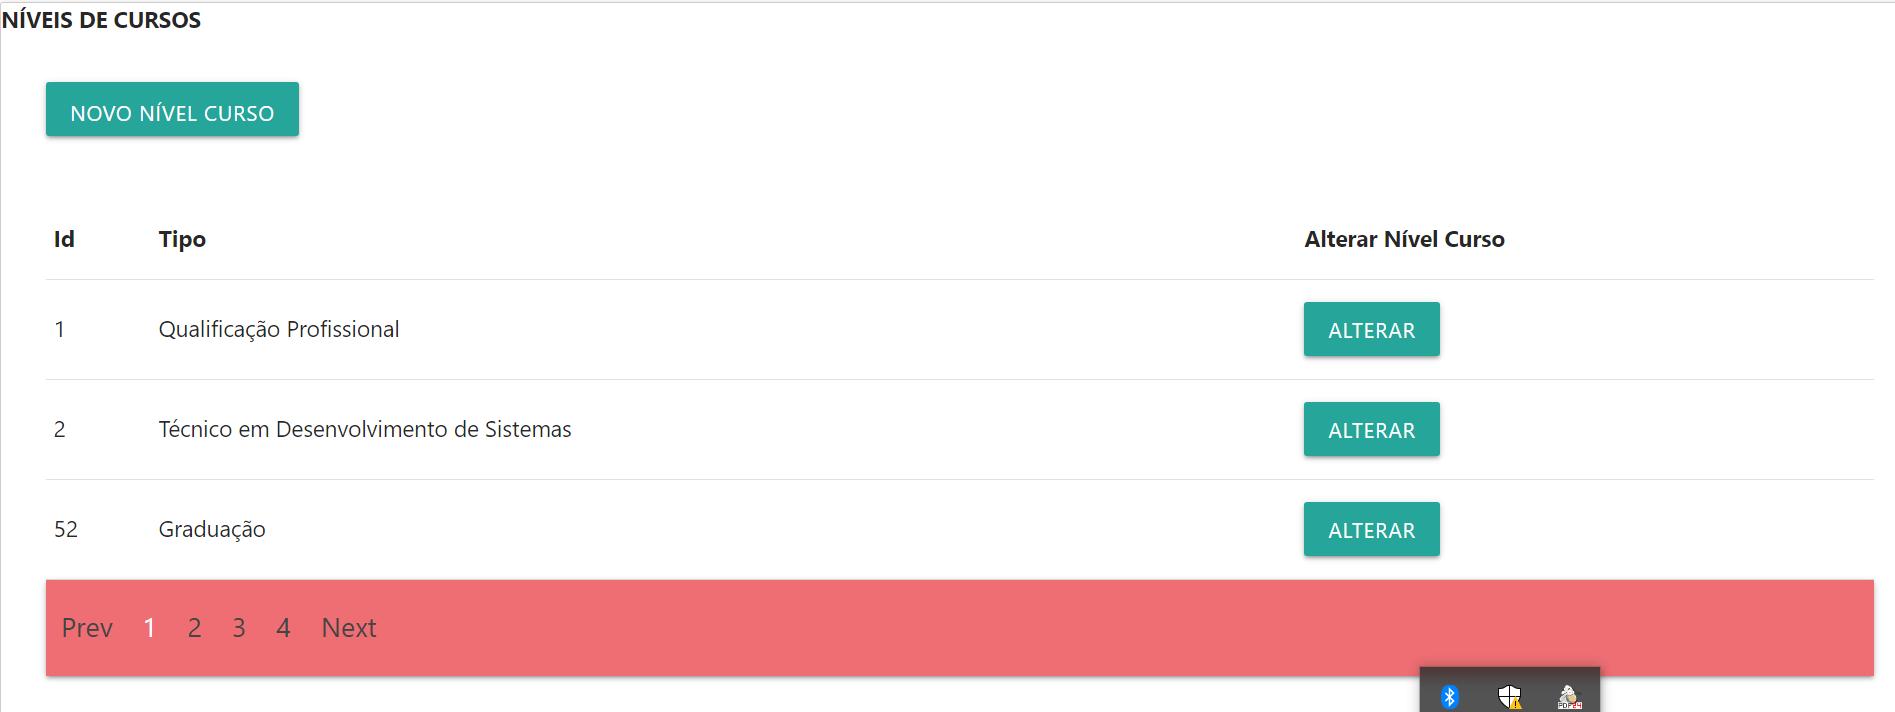 NÍVEIS DE CURSOS
NOVO NÍVEL CURSO
Id Tipo Alterar Nível Curso
1 Qualificação Profissional ALTERAR
2 Técnico em Desenvolvimento de Sistemas ALTERAR
52 Graduação ALTERAR
Prev 1 2 3 4 Next
PDF24